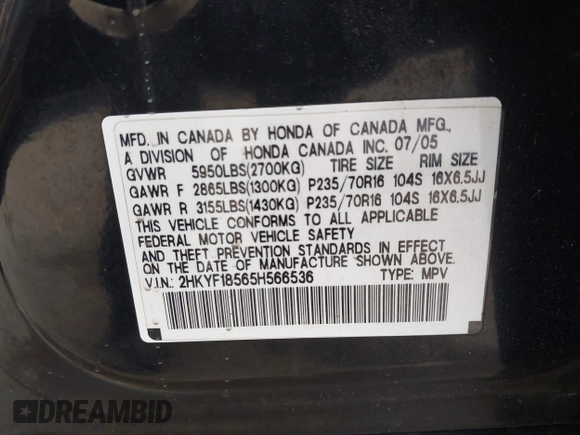 MFD. IN CANADA BY HONDA OF CANADA MFG.,
A DIVISION OF HONDA CANADA INC. 07/05
GVWR 5950LBS(2700KG) TIRE SIZE RIM SIZE
GAWR F 2865LBS(1300KG) P235/70R16 104S 16X6.5JJ
GAWR R 3155LBS(1430KG) P235/70R16 104S 16X6.5JJ
THIS VEHICLE CONFORMS TO ALL APPLICABLE
FEDERAL MOTOR VEHICLE SAFETY
AND THEFT PREVENTION STANDARDS IN EFFECT
ON THE DATE OF MANUFACTURE SHOWN ABOVE.
V.I.N.: 2HKYF18565H566536 TYPE: MPV
DREAMBID